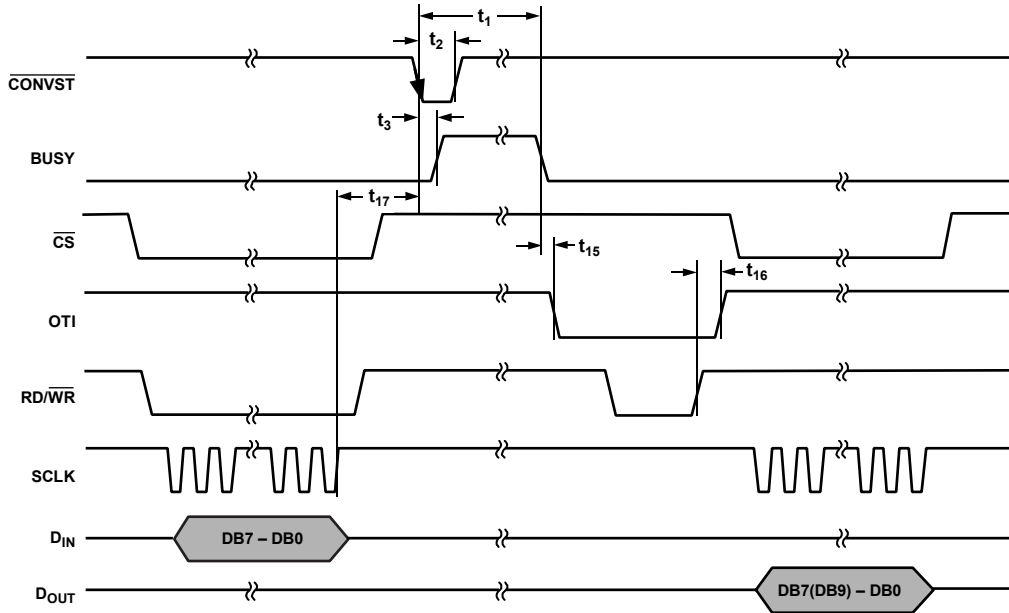 t1
t2
CONVST
t3
BUSY
t17
CS
t15
t16
OTI
RD/WR
SCLK
DIN
DB7 – DB0
DOUT
DB7(DB9) – DB0